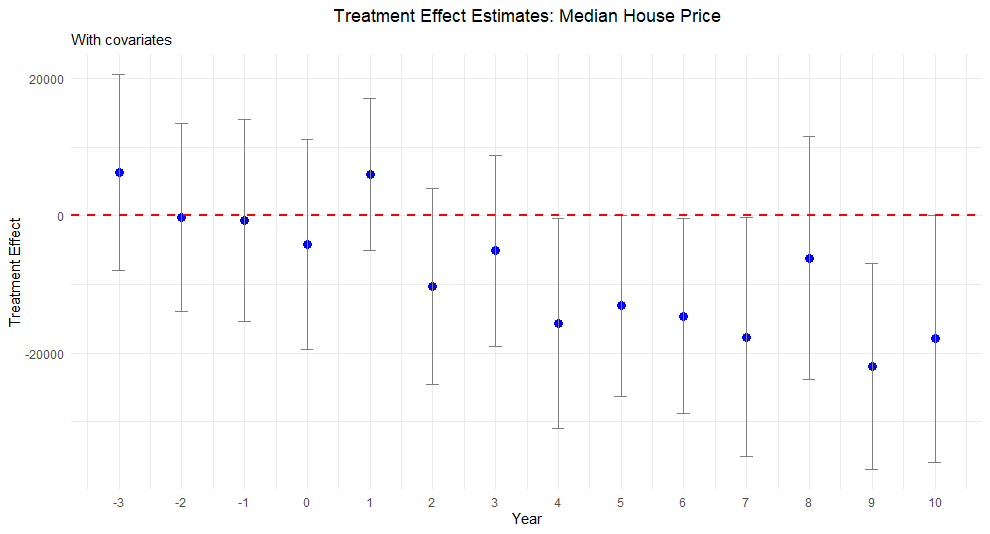 Treatment Effect Estimates: Median House Price
With covariates
Treatment Effect
20000
0
-20000
-3 -2 -1 0 1 2 3 4 5 6 7 8 9 10
Year